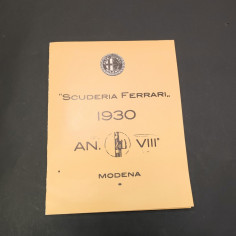 "SCUDERIA FERRARI„
1930
AN. VIII"
MODENA